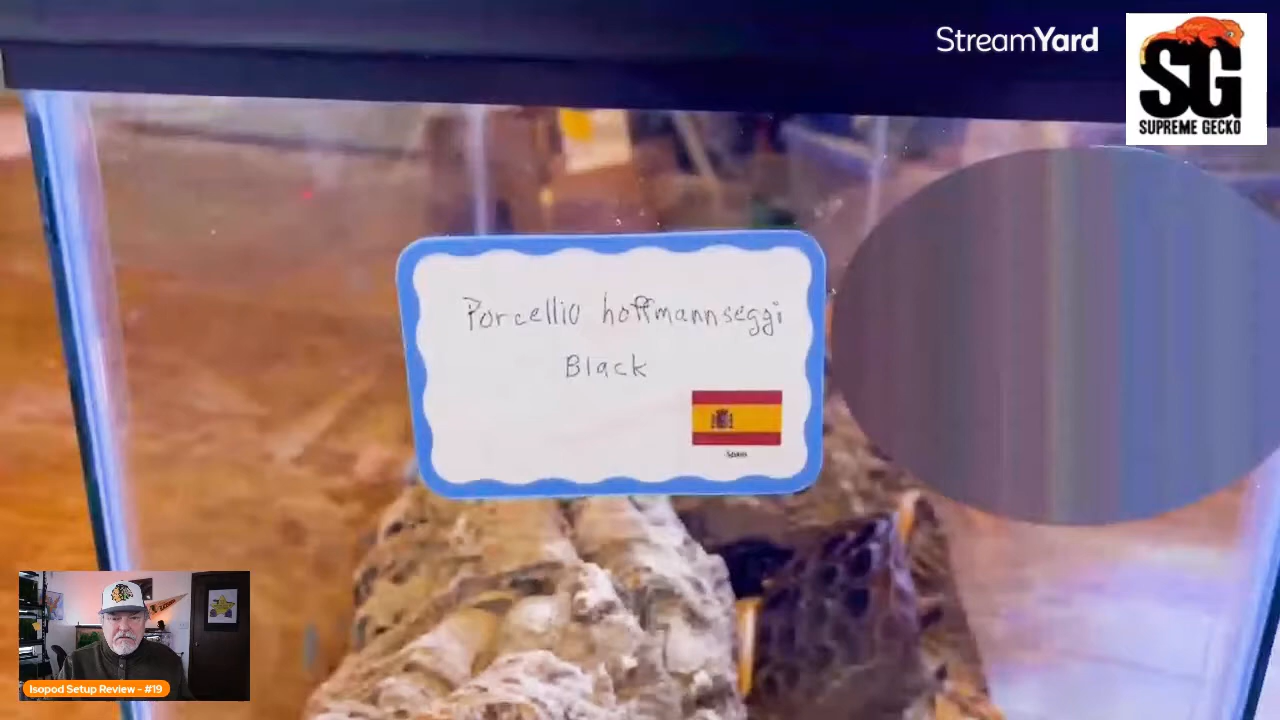 StreamYard
SG
SUPREME GECKO
Porcellio hoffmannseggi
Black
Spain
Isopod Setup Review - #19